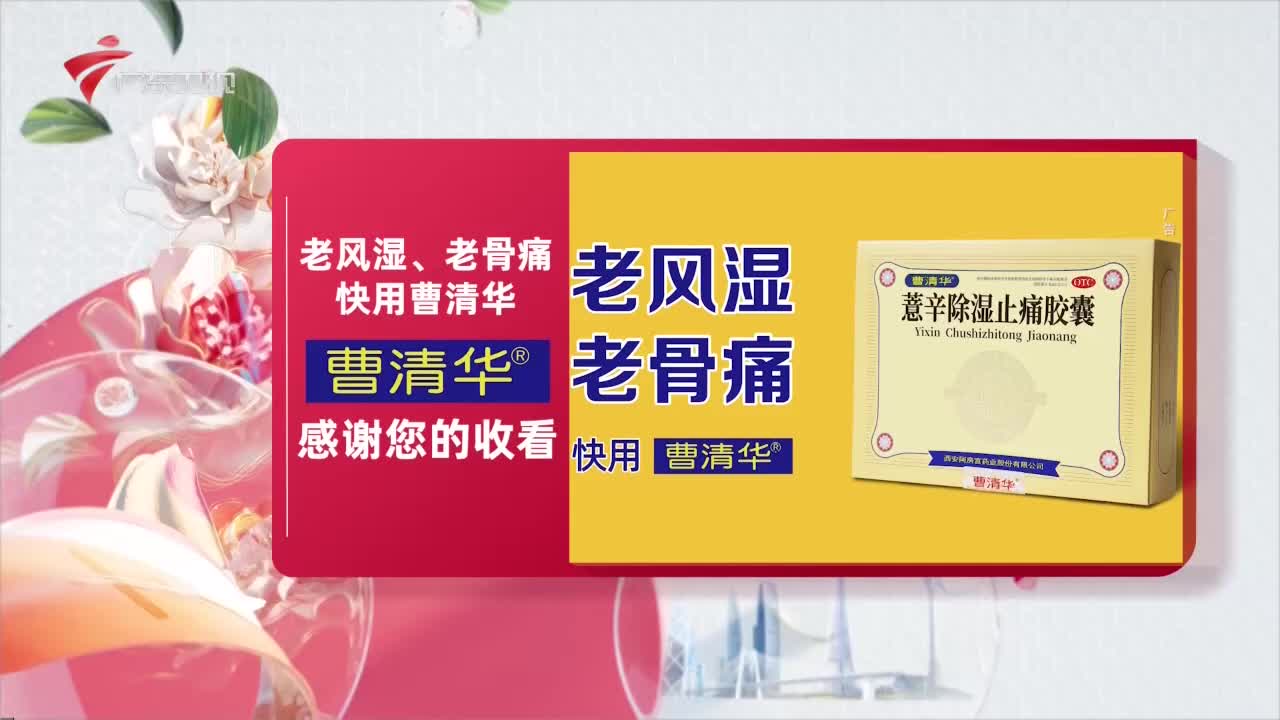 广东卫视
老风湿、老骨痛
快用曹清华
曹清华®
感谢您的收看
老风湿
老骨痛
快用 曹清华®
广告
曹清华®
OTC
薏辛除湿止痛胶囊
Yixin Chushizhitong Jiaonang
西安阿房宫药业股份有限公司
曹清华®